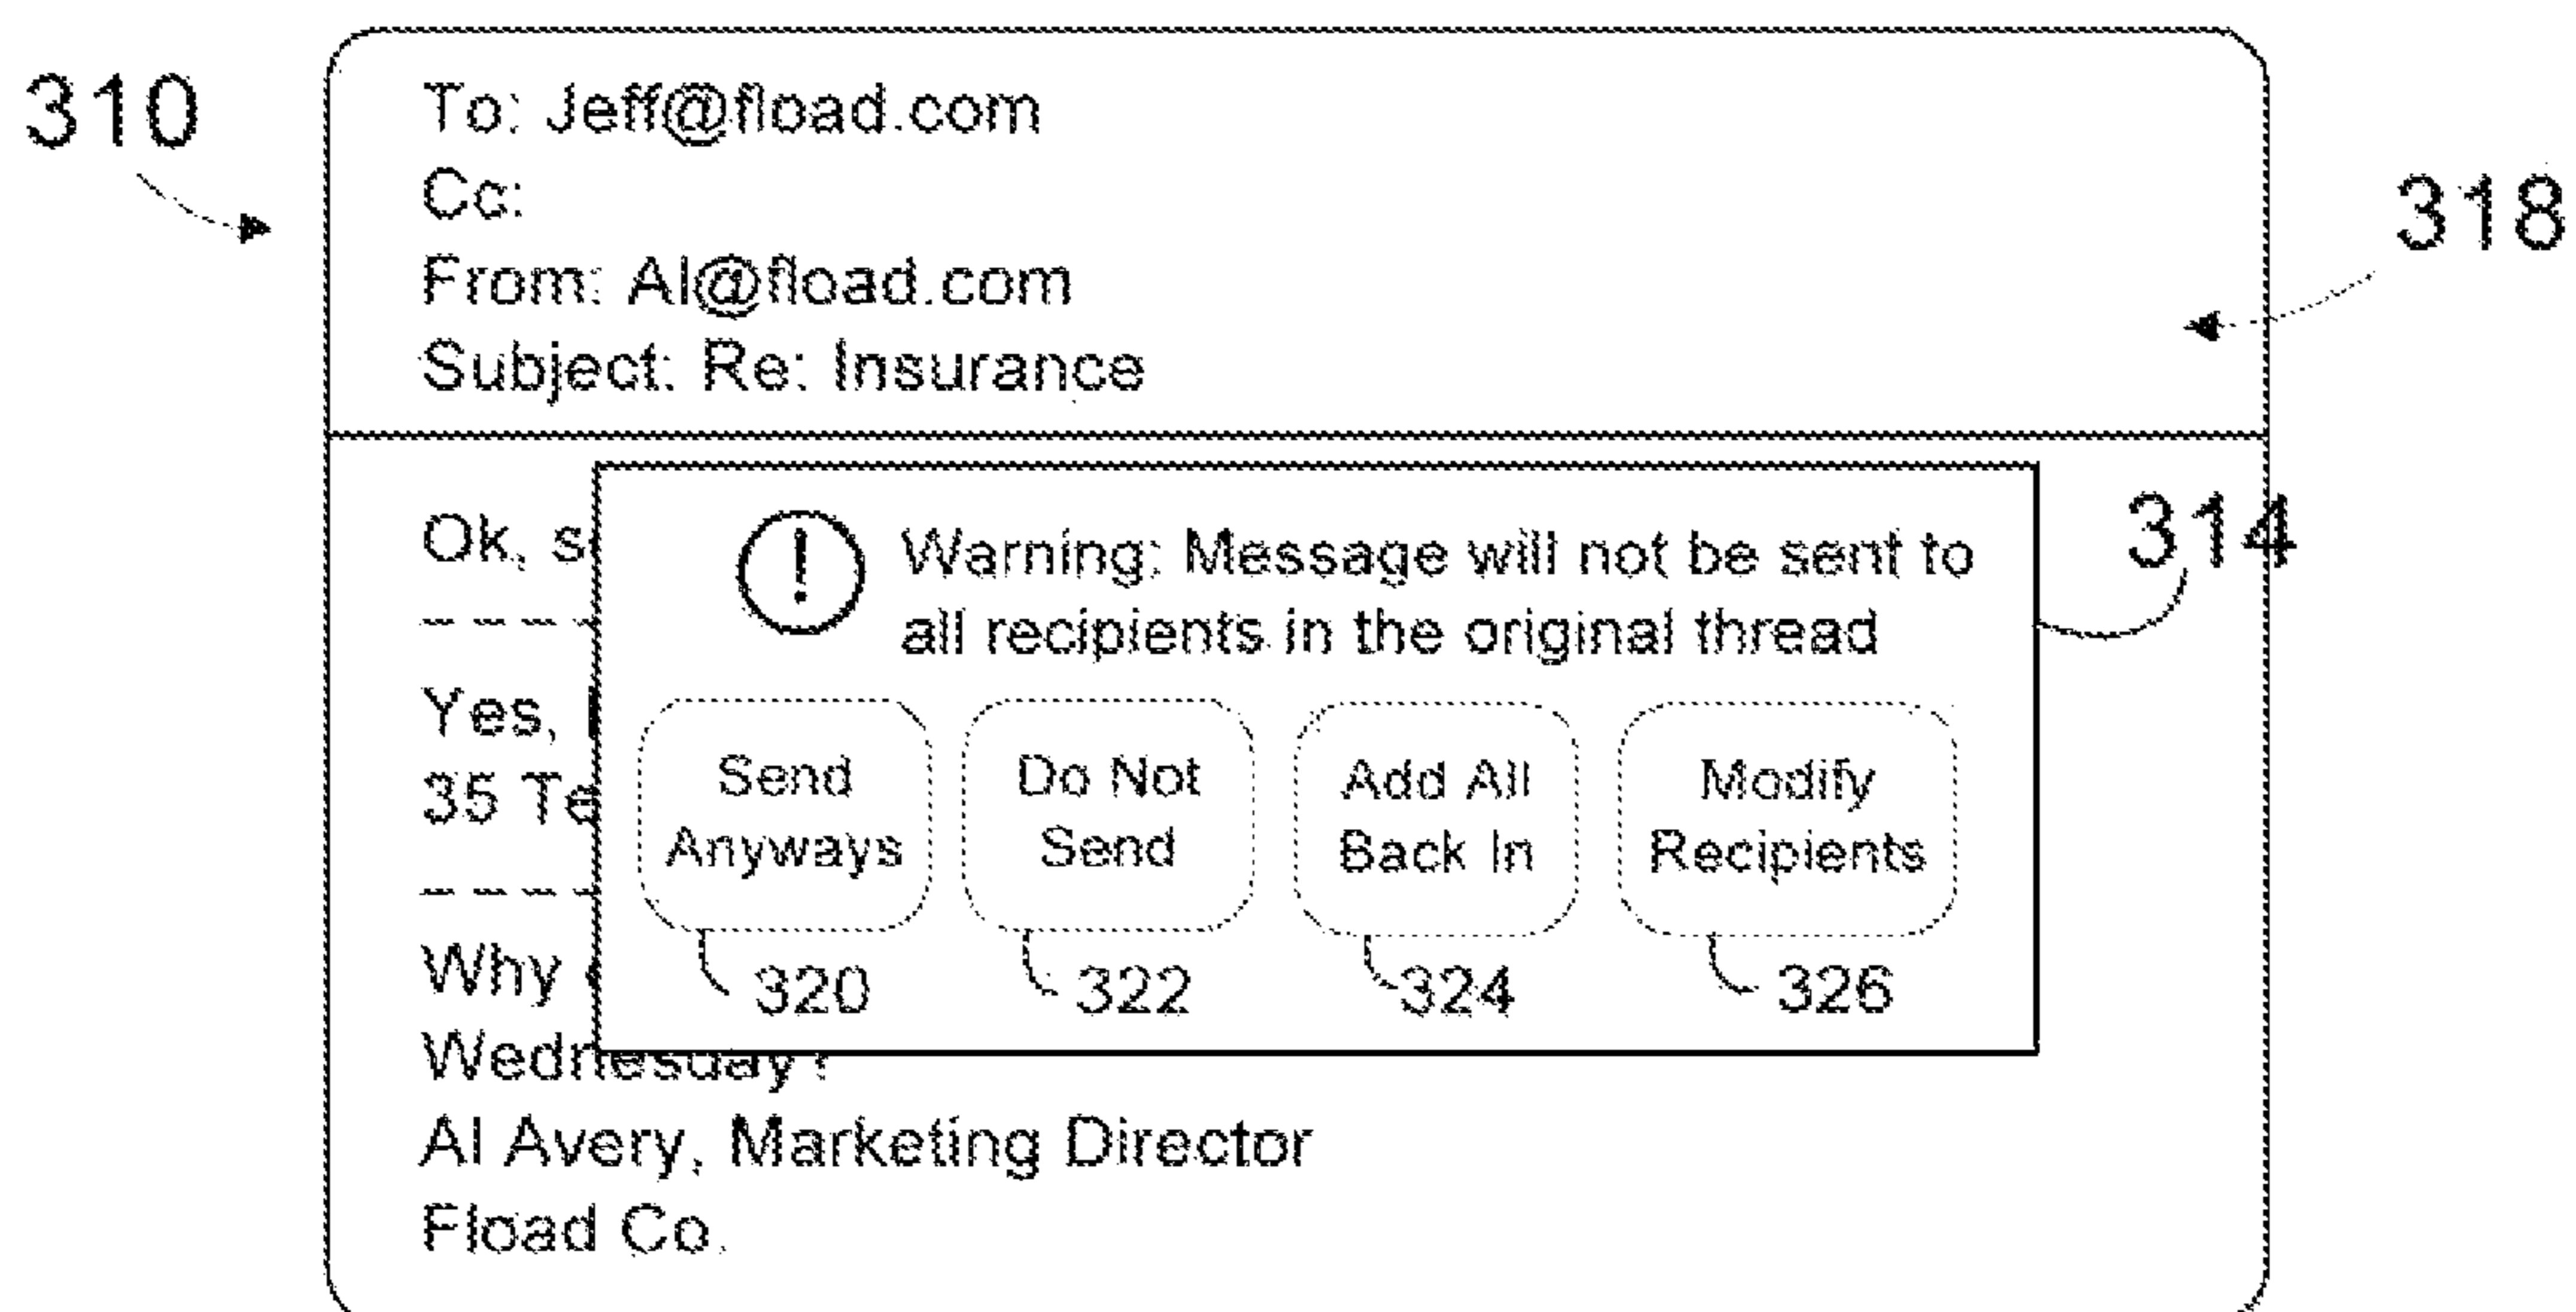 310
To: Jeff@fload.com
Cc:
318
From: Al@fload.com
Subject: Re: Insurance
314
Ok,
Warning: Message will not be sent to
all recipients in the original thread
Yes,
35
Send
Anyways
Do Not
Send
Add All
Back In
Modify
Recipients
320
322
324
326
Why
Wednesday?
Al Avery, Marketing Director
Fload Co.